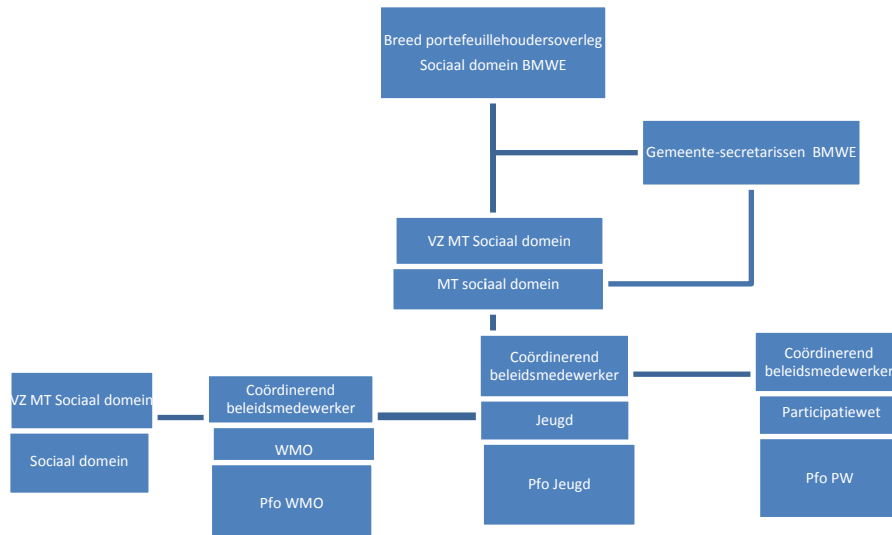 Breed portefeuillehoudersoverleg
Sociaal domein BMWE
Gemeente-secretarissen BMWE
VZ MT Sociaal domein
MT sociaal domein
Coördinerend
beleidsmedewerker
Jeugd
Pfo Jeugd
Coördinerend
beleidsmedewerker
Participatiewet
Pfo PW
VZ MT Sociaal domein
Sociaal domein
Coördinerend
beleidsmedewerker
WMO
Pfo WMO